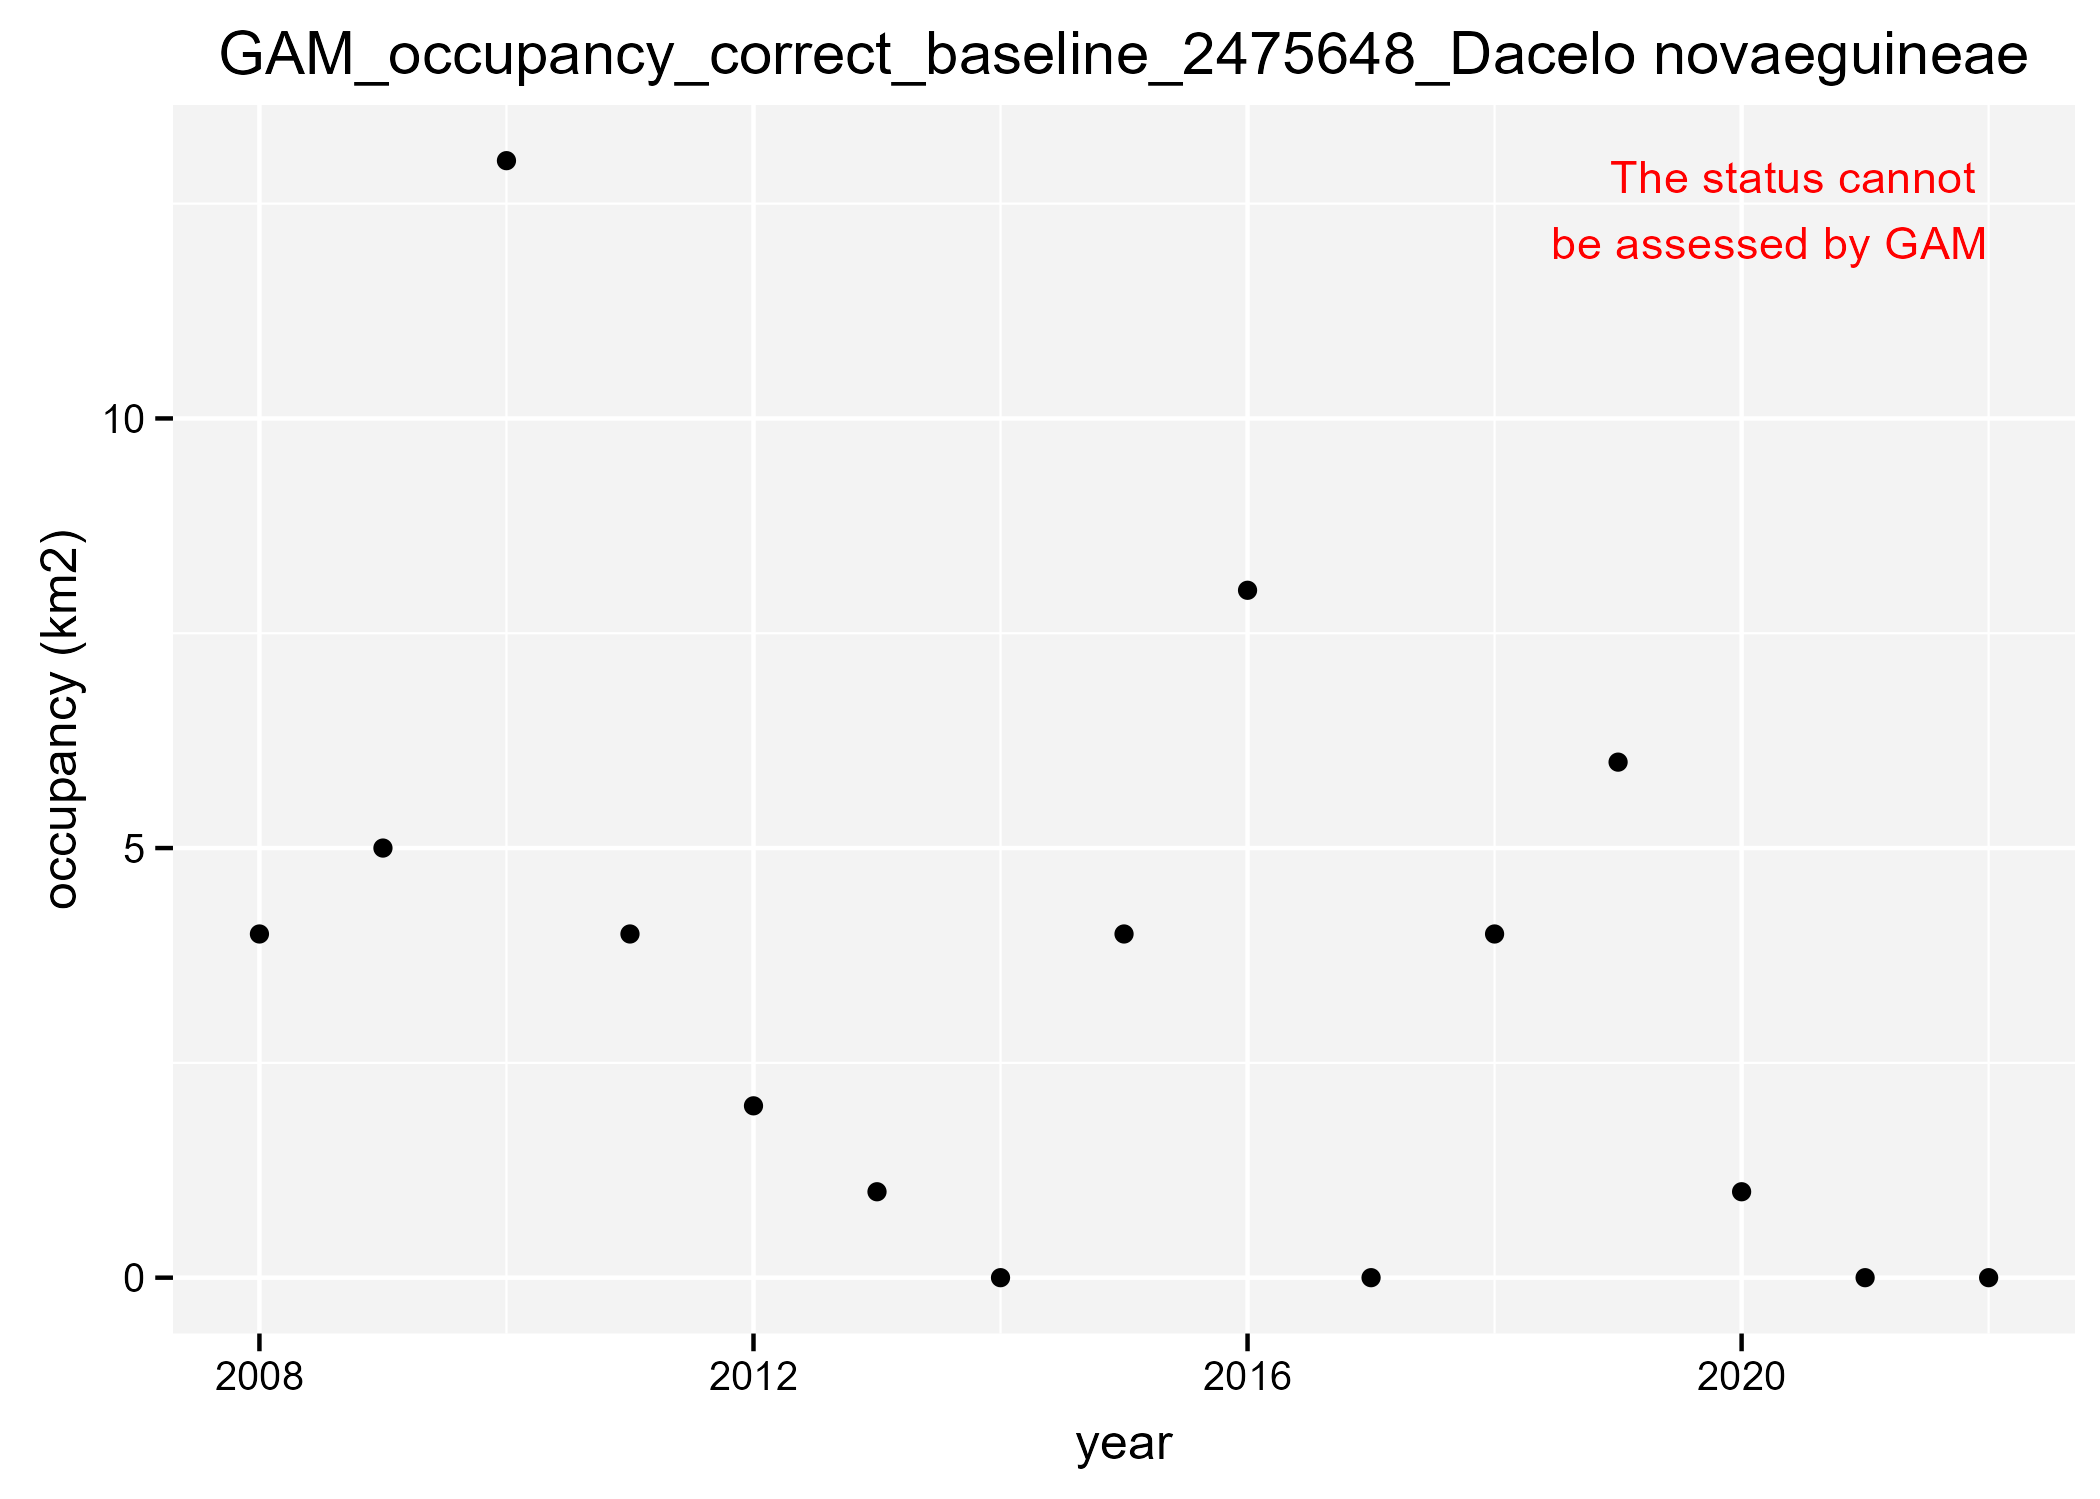 GAM_occupancy_correct_baseline_2475648_Dacelo novaeguineae
The status cannot
be assessed by GAM
10
5
0
occupancy (km2)
2008 2012 2016 2020
year